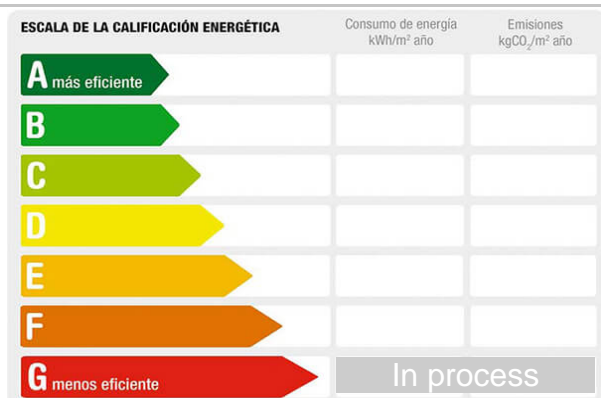 ESCALA DE LA CALIFICACIÓN ENERGÉTICA
Consumo de energía
kWh/m² año
Emisiones
kgCO₂/m² año
A más eficiente
B
C
D
E
F
G menos eficiente
In process